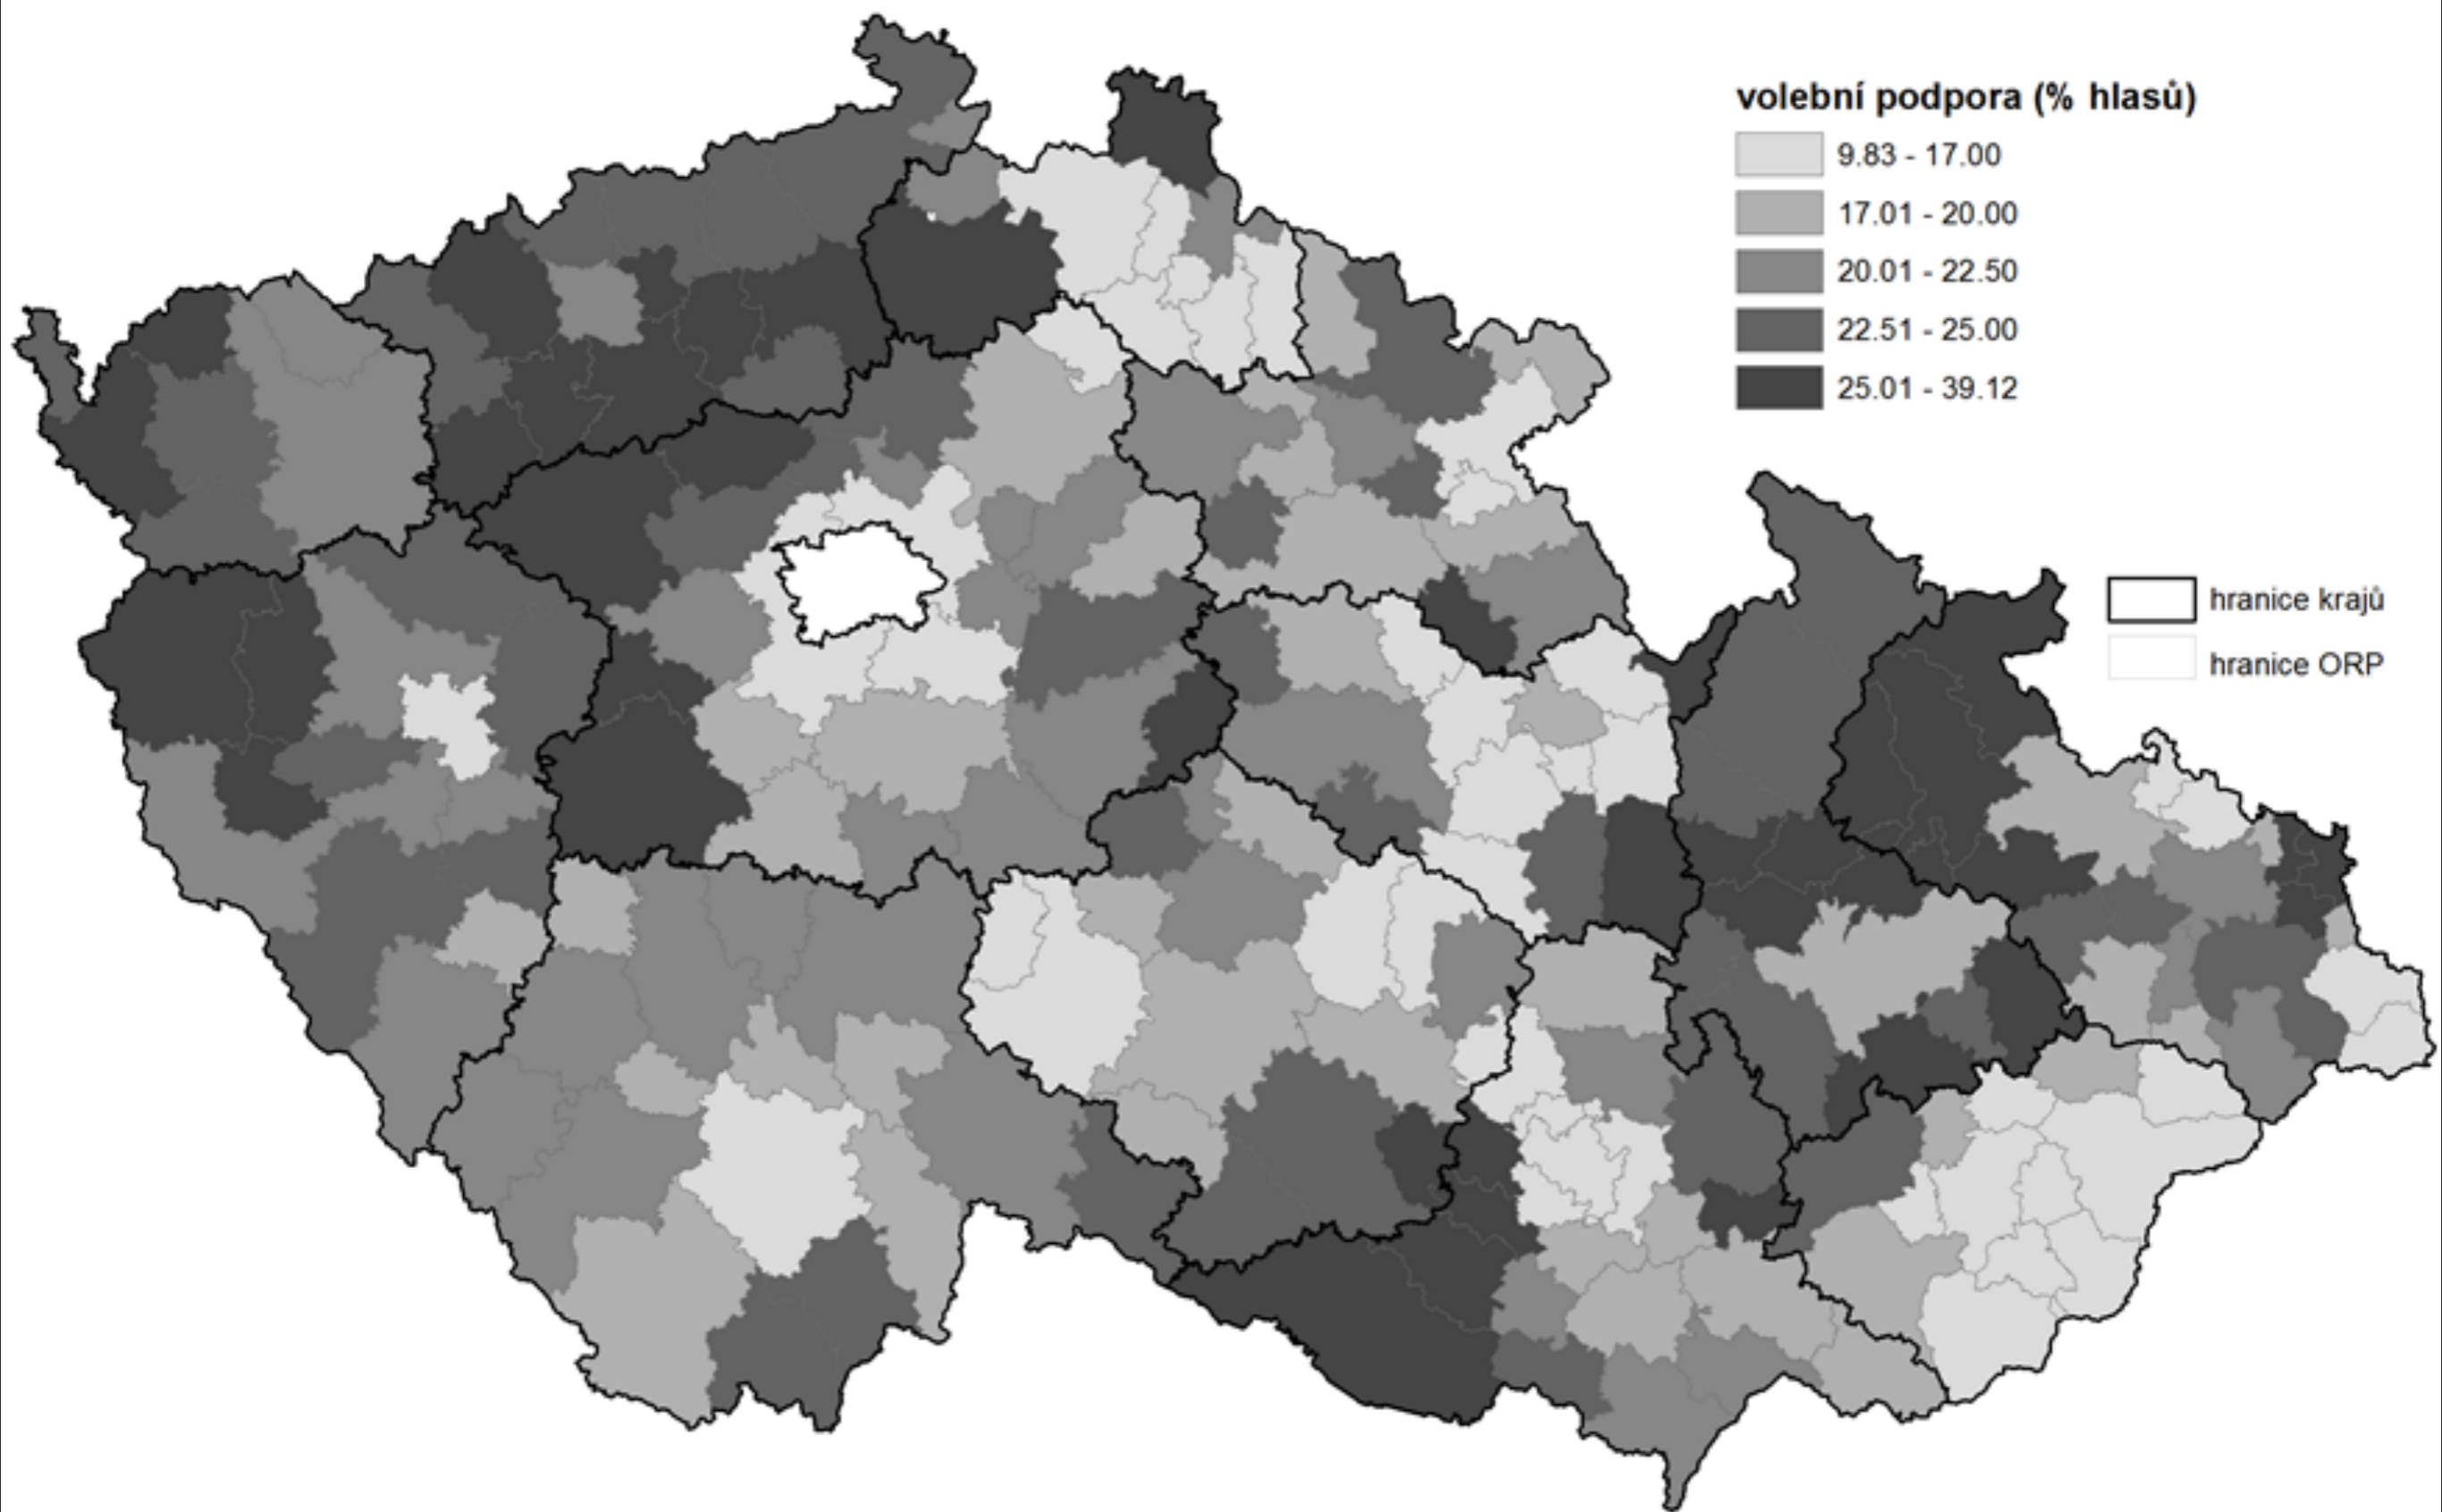 volební podpora (% hlasů)
9.83 - 17.00
17.01 - 20.00
20.01 - 22.50
22.51 - 25.00
25.01 - 39.12
hranice krajů
hranice ORP